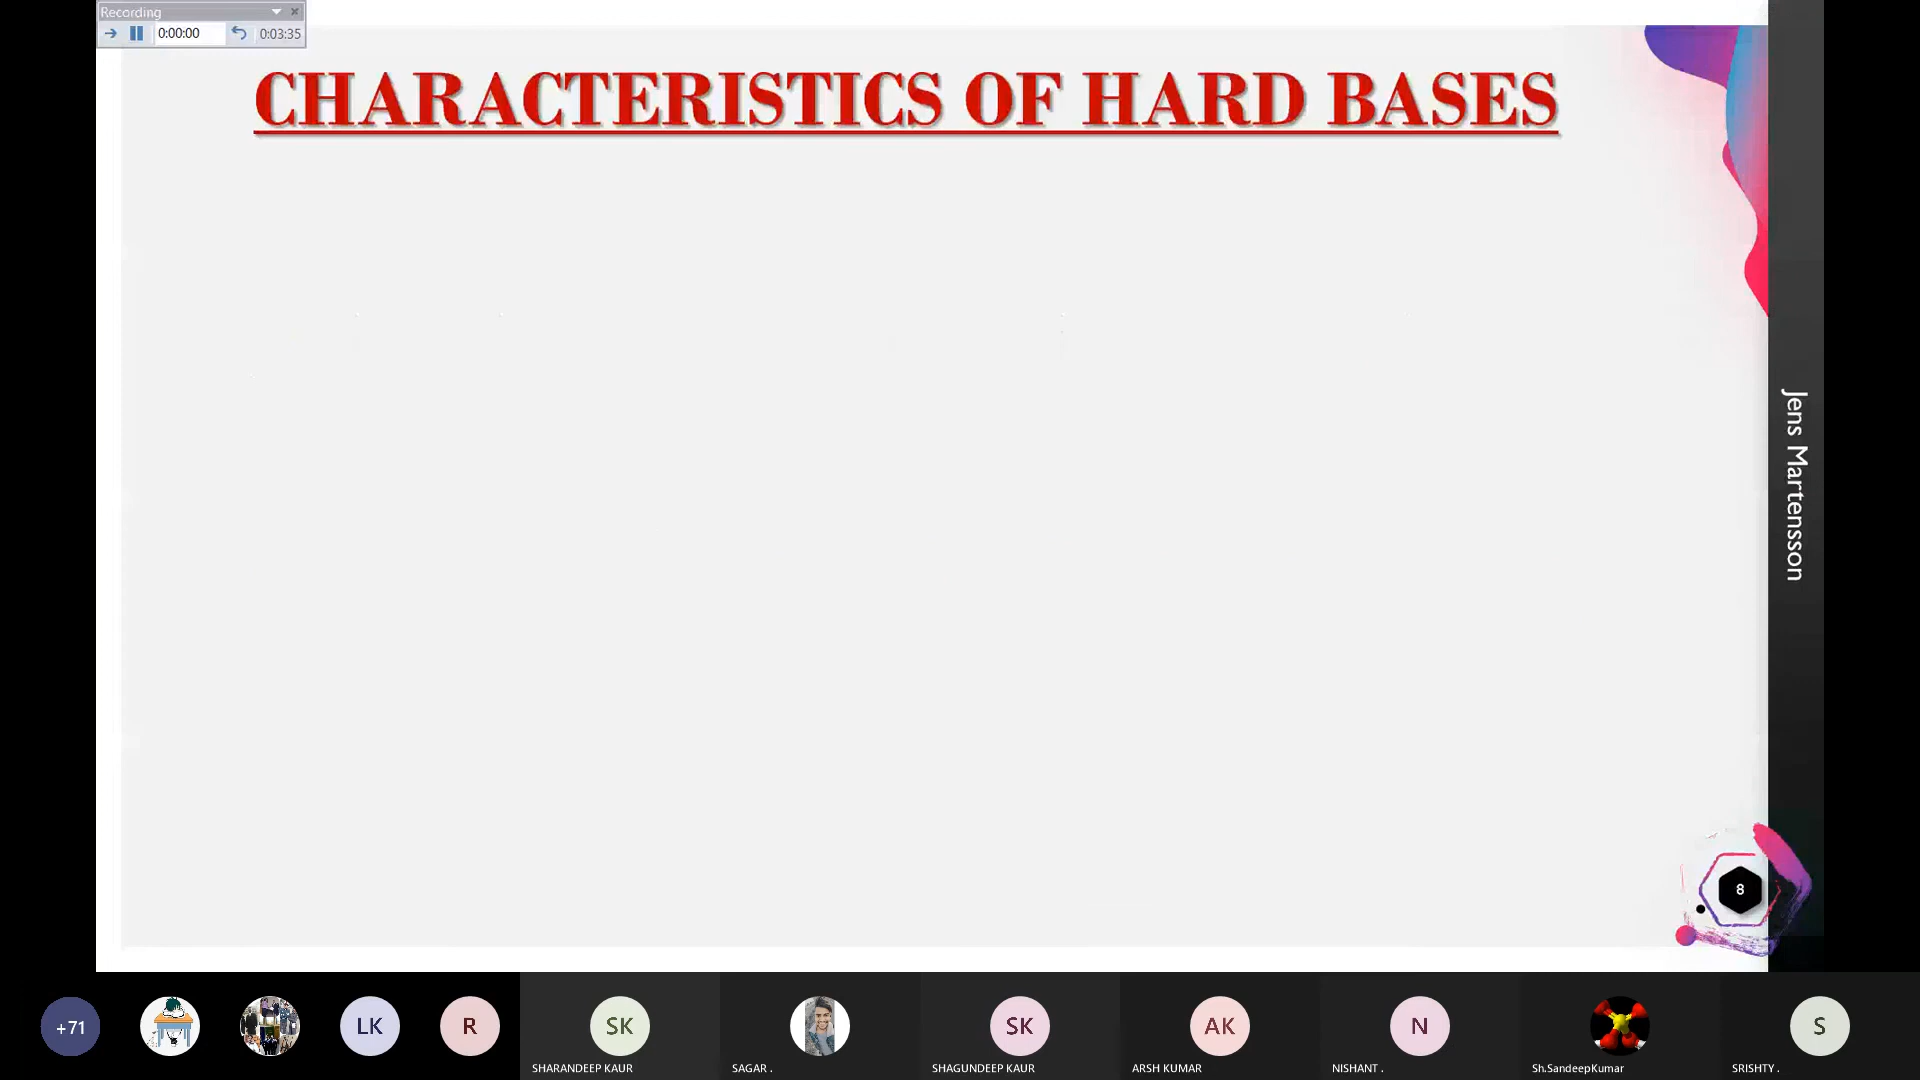 Recording
0:00:00
0:03:35
CHARACTERISTICS OF HARD BASES
Jens Martensson
8
+71
LK
R
SK
SK
AK
N
S
SHARANDEEP KAUR
SAGAR .
SHAGUNDEEP KAUR
ARSH KUMAR
NISHANT .
Sh.SandeepKumar
SRISHTY .